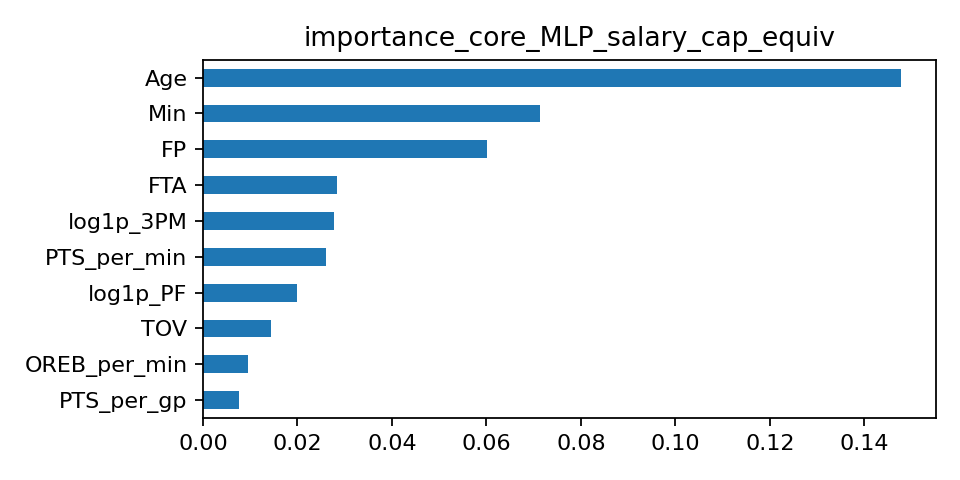 importance_core_MLP_salary_cap_equiv
Age
Min
FP
FTA
log1p_3PM
PTS_per_min
log1p_PF
TOV
OREB_per_min
PTS_per_gp
0.00 0.02 0.04 0.06 0.08 0.10 0.12 0.14